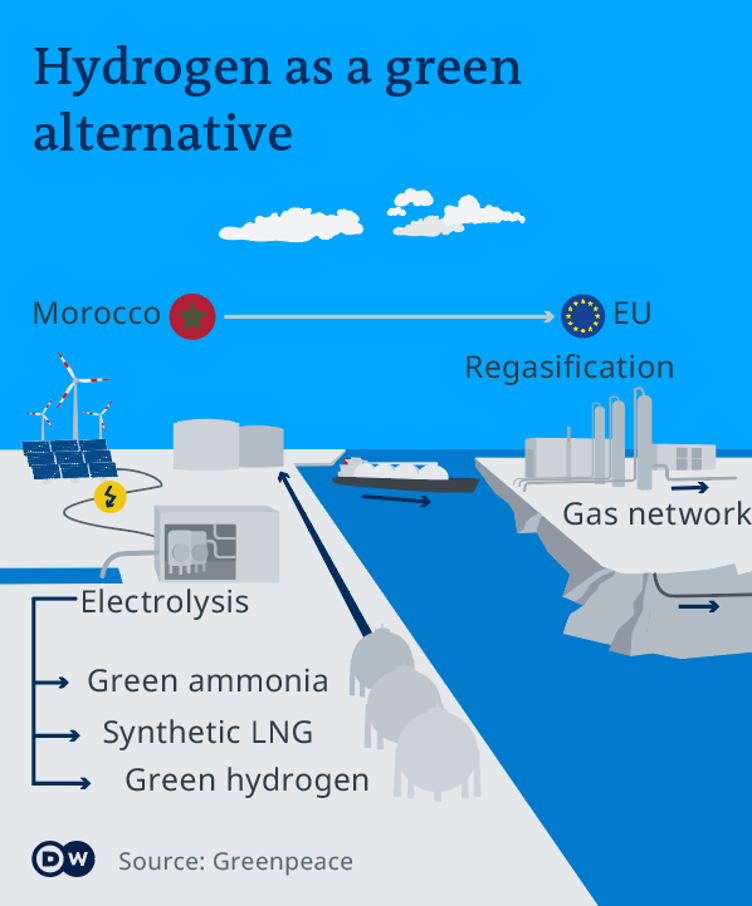 Hydrogen as a green
alternative
Morocco
EU
Regasification
Gas network
Electrolysis
Green ammonia
Synthetic LNG
Green hydrogen
DW
Source: Greenpeace